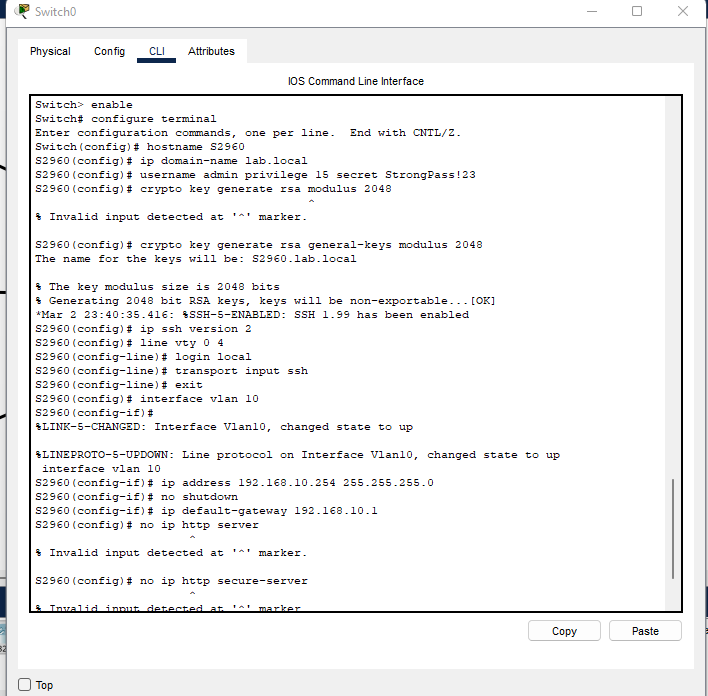 Switch0
Physical Config CLI Attributes
IOS Command Line Interface
Switch> enable
Switch# configure terminal
Enter configuration commands, one per line.  End with CNTL/Z.
Switch(config)# hostname S2960
S2960(config)# ip domain-name lab.local
S2960(config)# username admin privilege 15 secret StrongPass!23
S2960(config)# crypto key generate rsa modulus 2048
^
% Invalid input detected at '^' marker.
S2960(config)# crypto key generate rsa general-keys modulus 2048
The name for the keys will be: S2960.lab.local
% The key modulus size is 2048 bits
% Generating 2048 bit RSA keys, keys will be non-exportable...[OK]
*Mar 2 23:40:35.416: %SSH-5-ENABLED: SSH 1.99 has been enabled
S2960(config)# ip ssh version 2
S2960(config)# line vty 0 4
S2960(config-line)# login local
S2960(config-line)# transport input ssh
S2960(config-line)# exit
S2960(config)# interface vlan 10
S2960(config-if)#
%LINK-5-CHANGED: Interface Vlan10, changed state to up
%LINEPROTO-5-UPDOWN: Line protocol on Interface Vlan10, changed state to up
interface vlan 10
S2960(config-if)# ip address 192.168.10.254 255.255.255.0
S2960(config-if)# no shutdown
S2960(config-if)# ip default-gateway 192.168.10.1
S2960(config)# no ip http server
^
% Invalid input detected at '^' marker.
S2960(config)# no ip http secure-server
^
% Invalid input detected at '^' marker
Copy Paste
Top